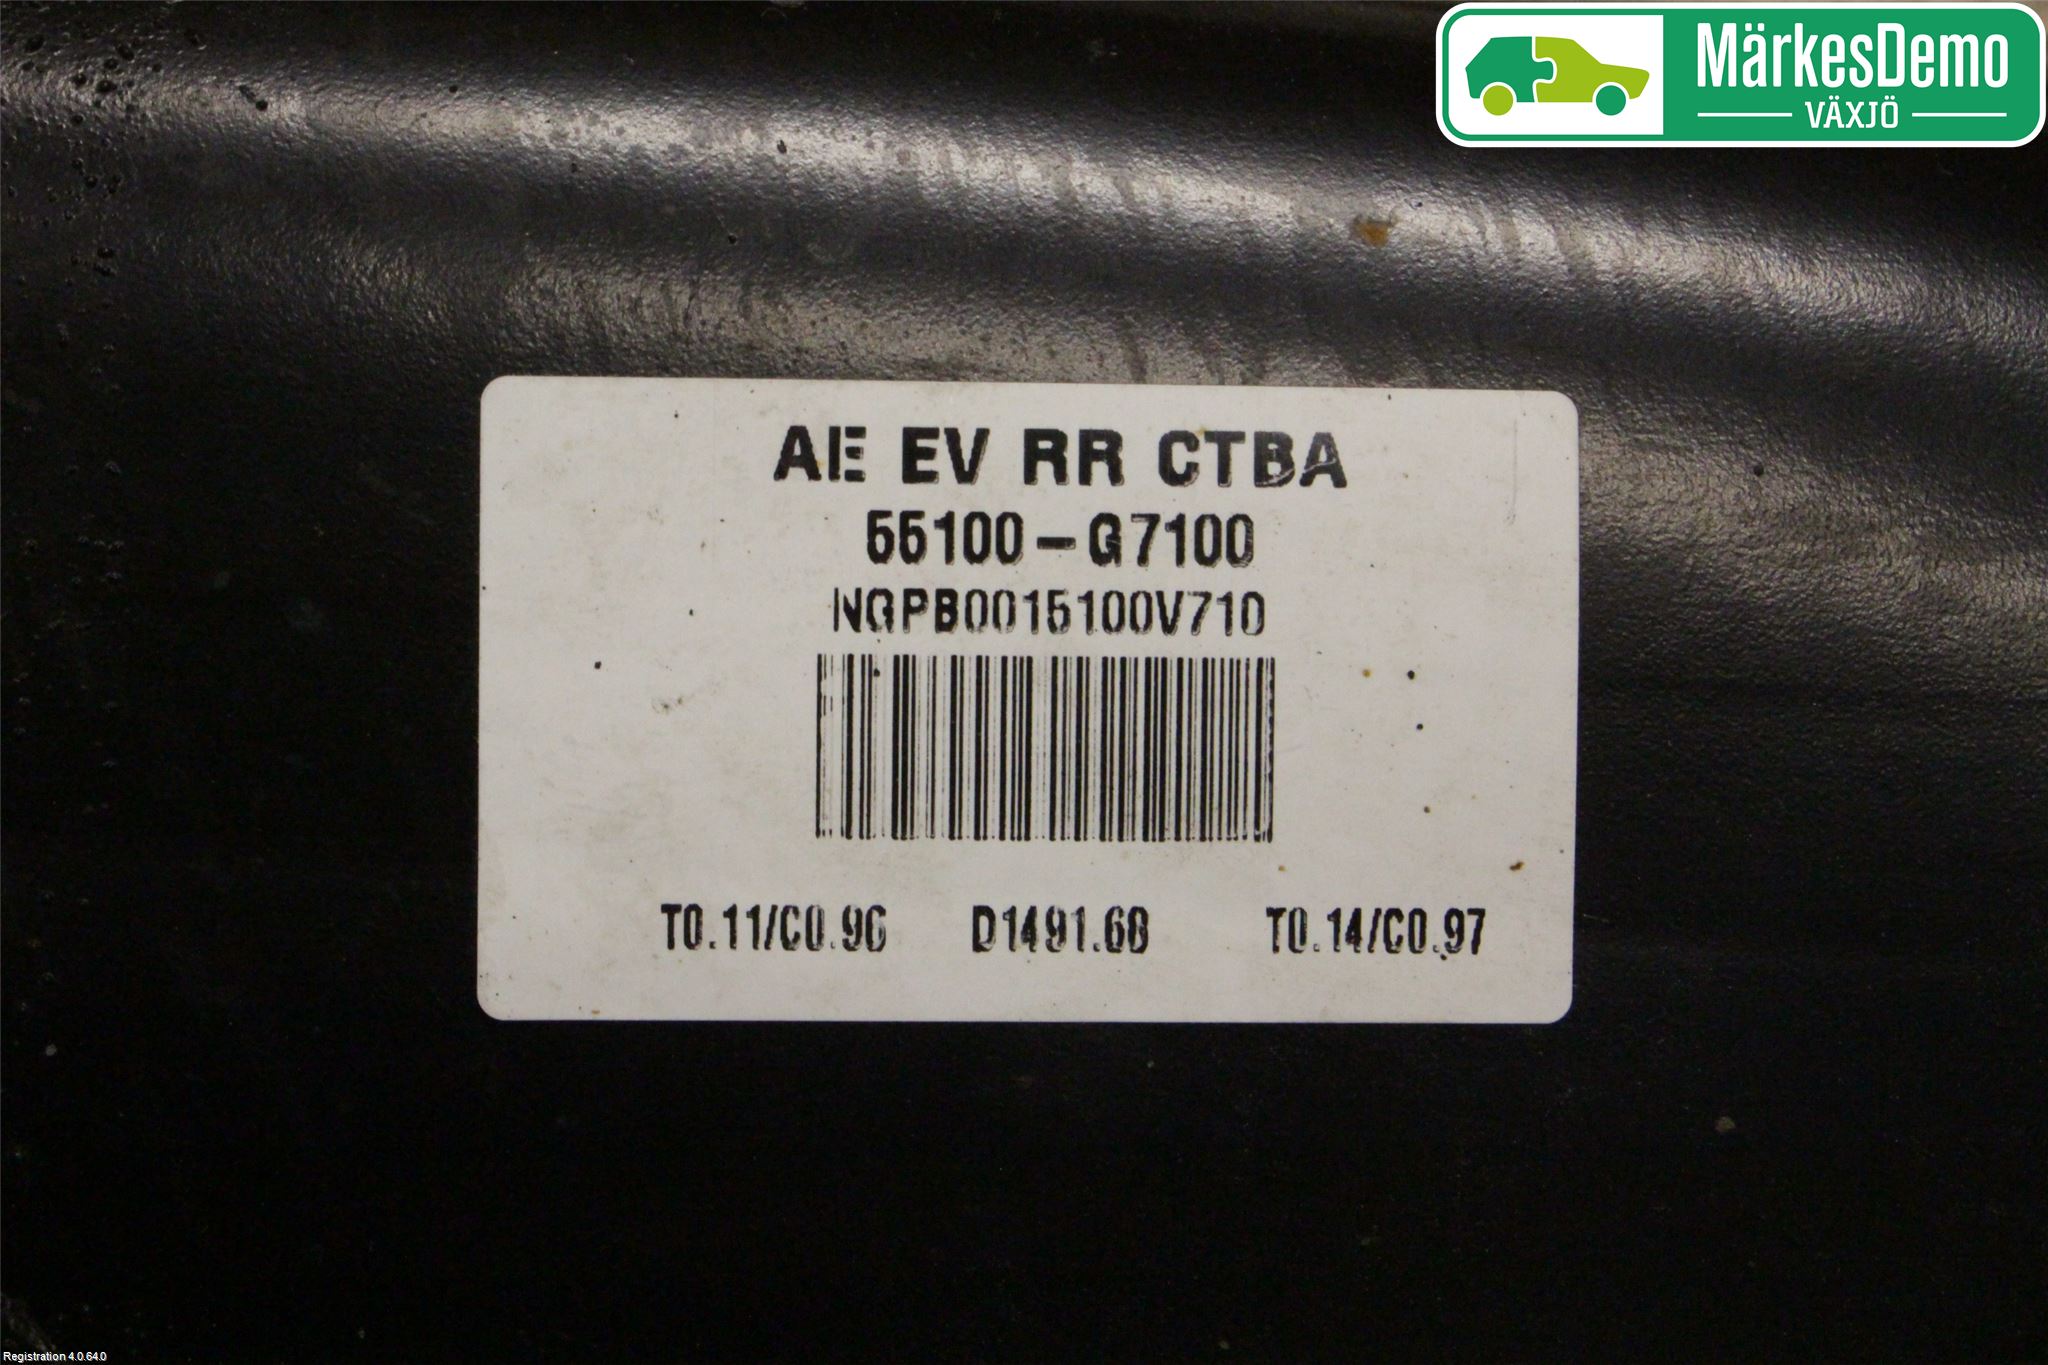 MärkesDemo
VÄXJÖ
AE EV RR CTBA
55100-G7100
NGPB0015100V710
T0.11/C0.96 D1491.68 T0.14/C0.97
Registration 4.0.64.0